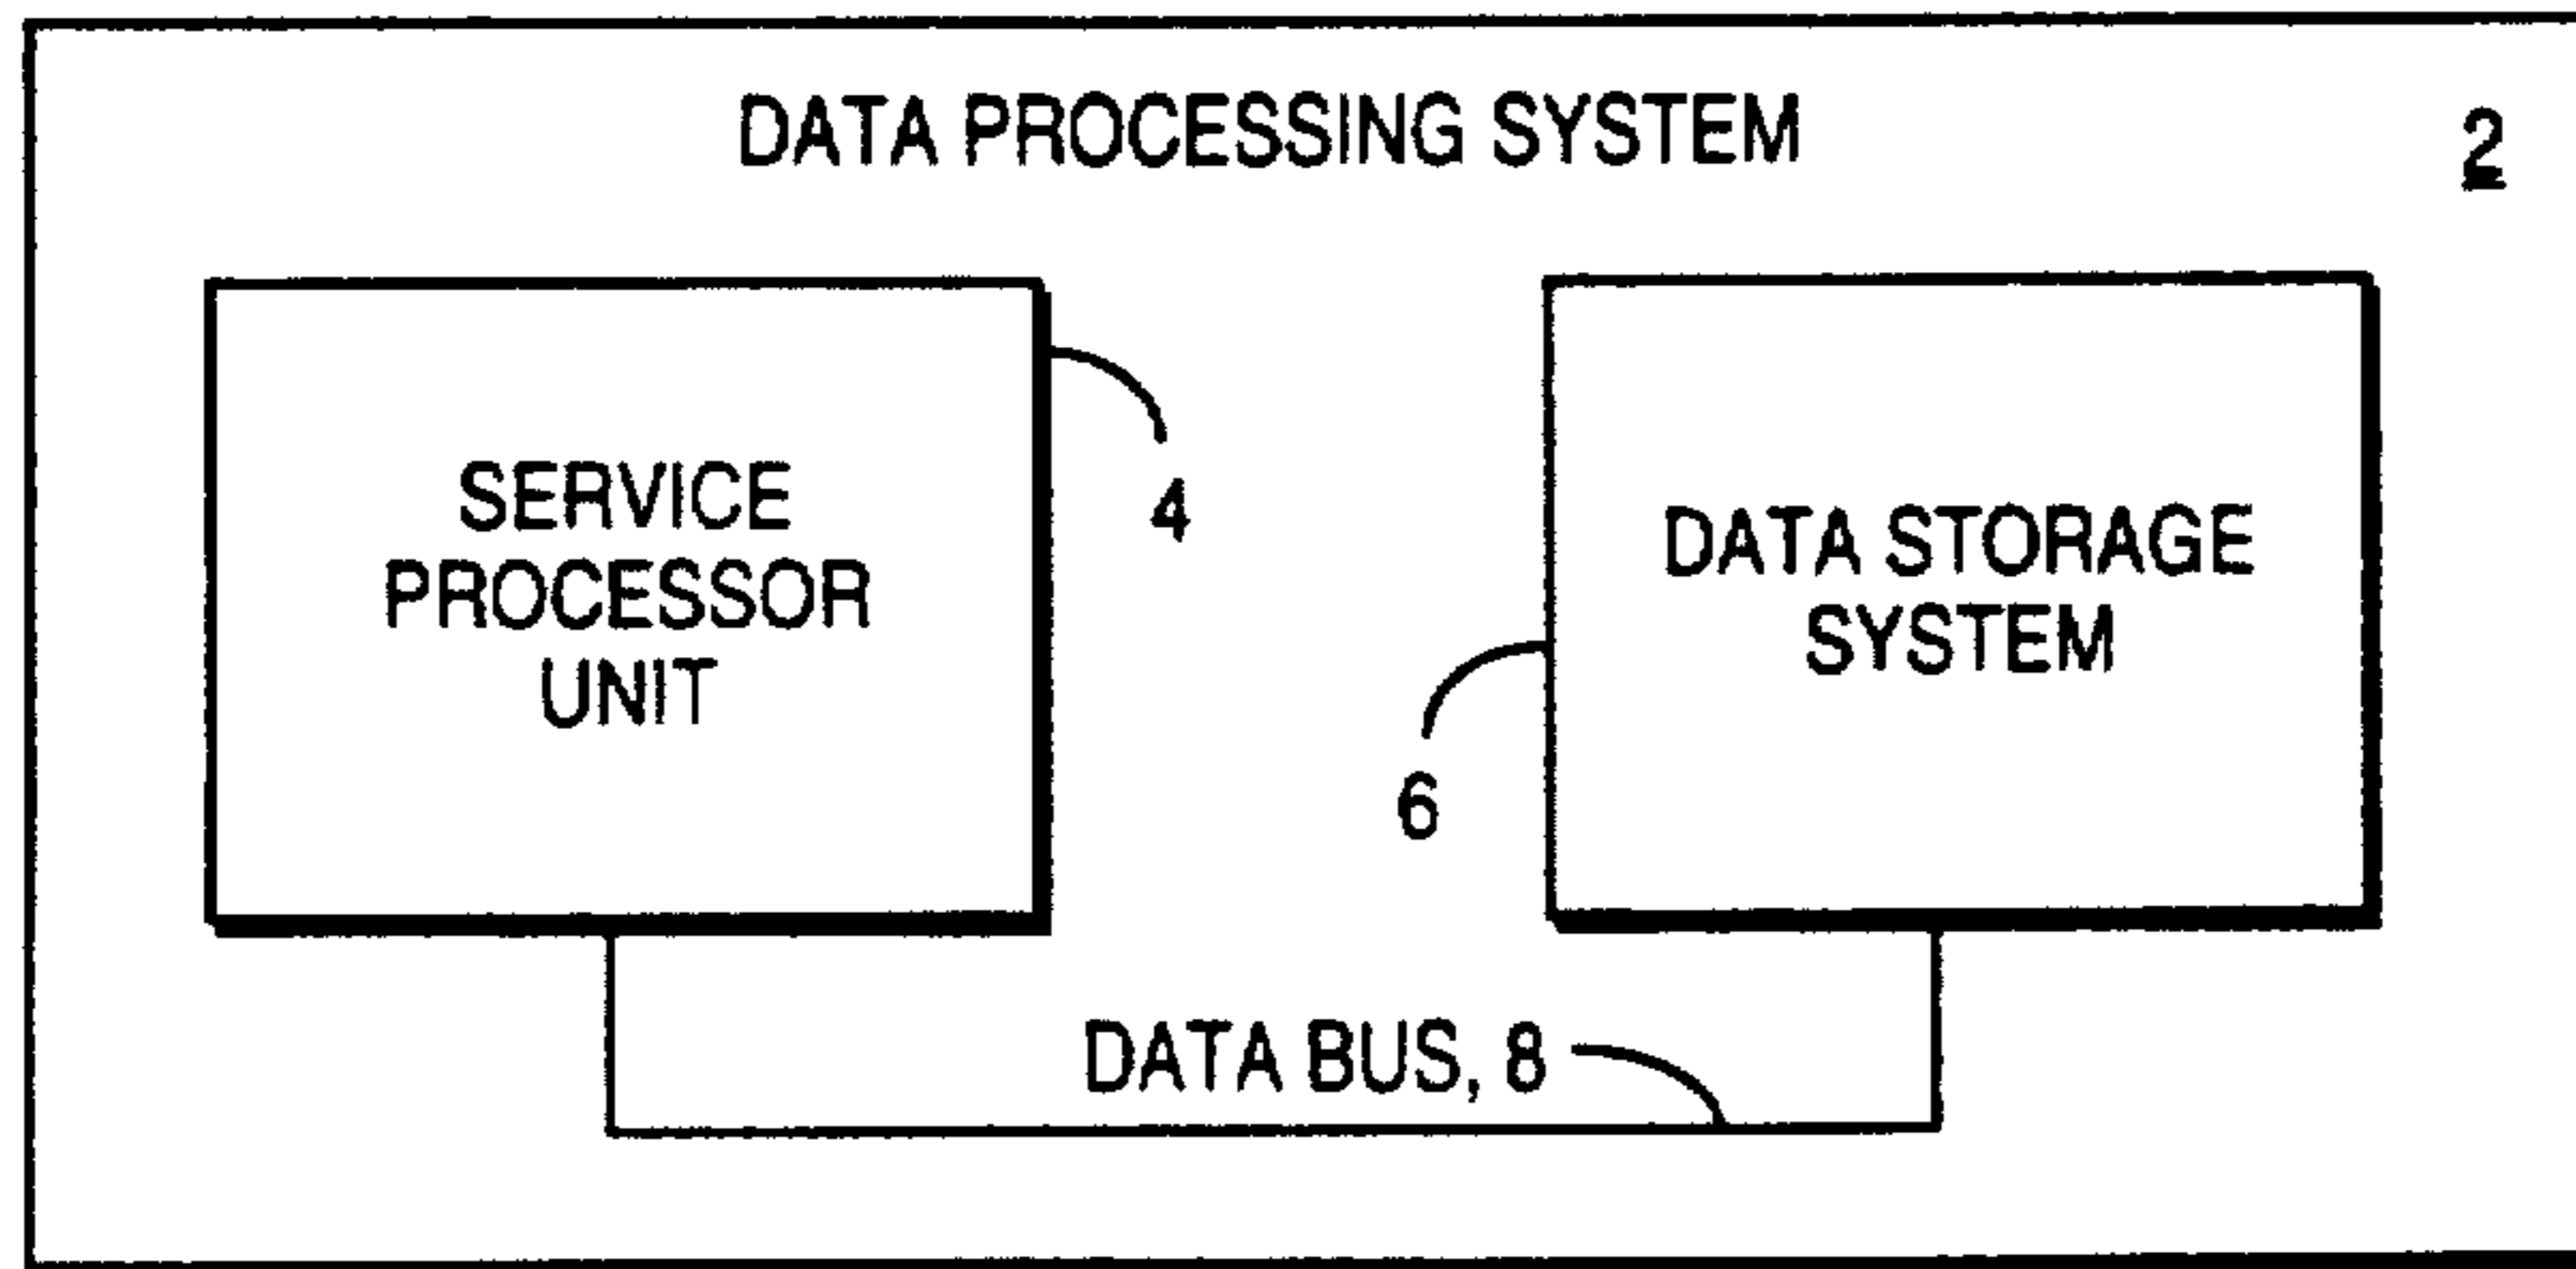 DATA PROCESSING SYSTEM
2
SERVICE
PROCESSOR
UNIT
4
DATA STORAGE
SYSTEM
6
DATA BUS, 8